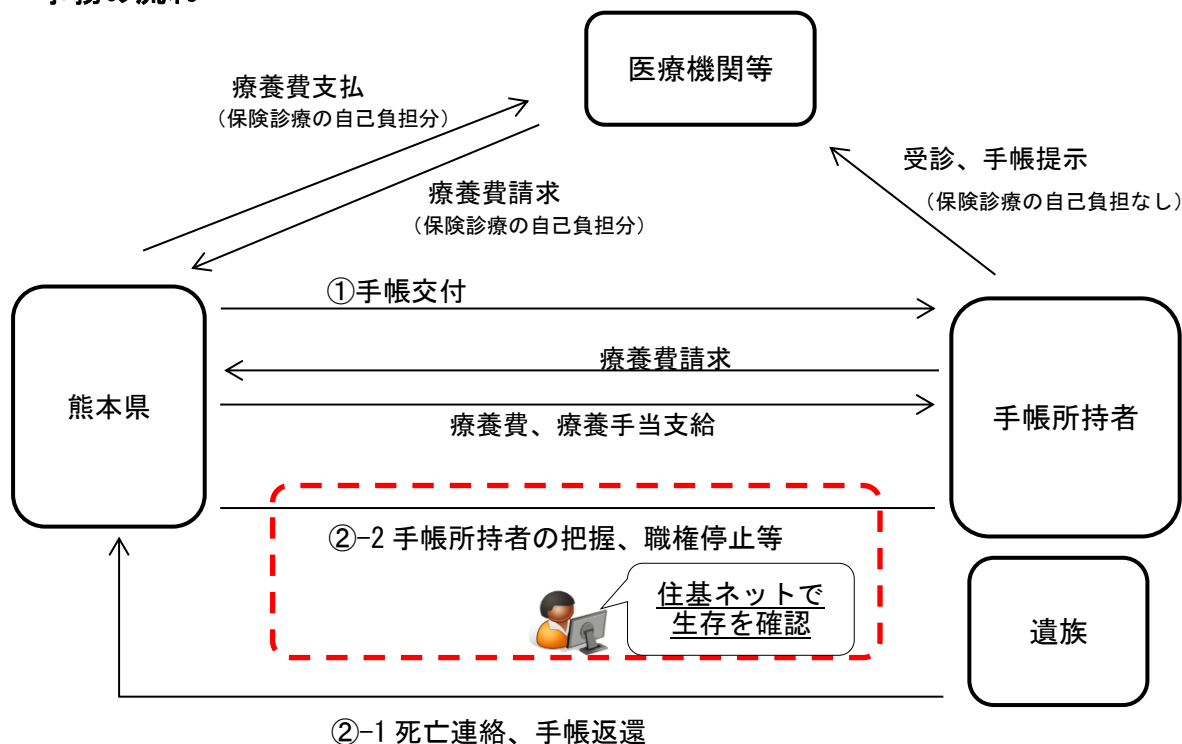 医療機関等
療養費支払
（保険診療の自己負担分）
療養費請求
（保険診療の自己負担分）
受診、手帳提示
（保険診療の自己負担なし）
①手帳交付
療養費請求
熊本県
手帳所持者
療養費、療養手当支給
②-2 手帳所持者の把握、職権停止等
住基ネットで
生存を確認
遺族
②-1 死亡連絡、手帳返還